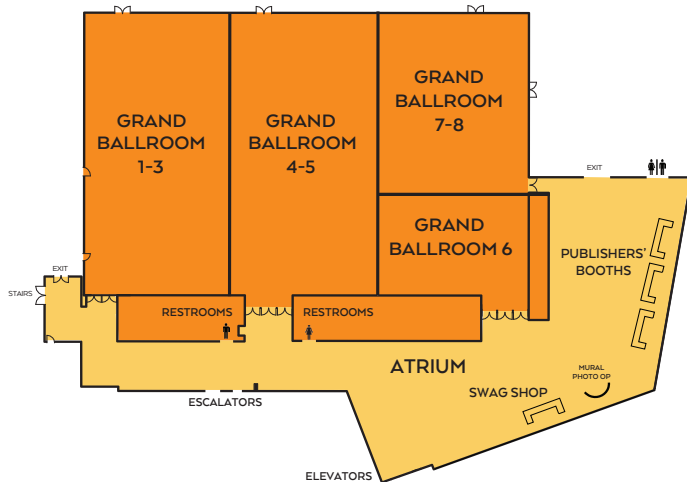 GRAND
BALLROOM
1-3
GRAND
BALLROOM
4-5
GRAND
BALLROOM
7-8
GRAND
BALLROOM 6
EXIT
PUBLISHERS'
BOOTHS
EXIT
STAIRS
RESTROOMS
RESTROOMS
ATRIUM
MURAL
PHOTO OP
SWAG SHOP
ESCALATORS
ELEVATORS